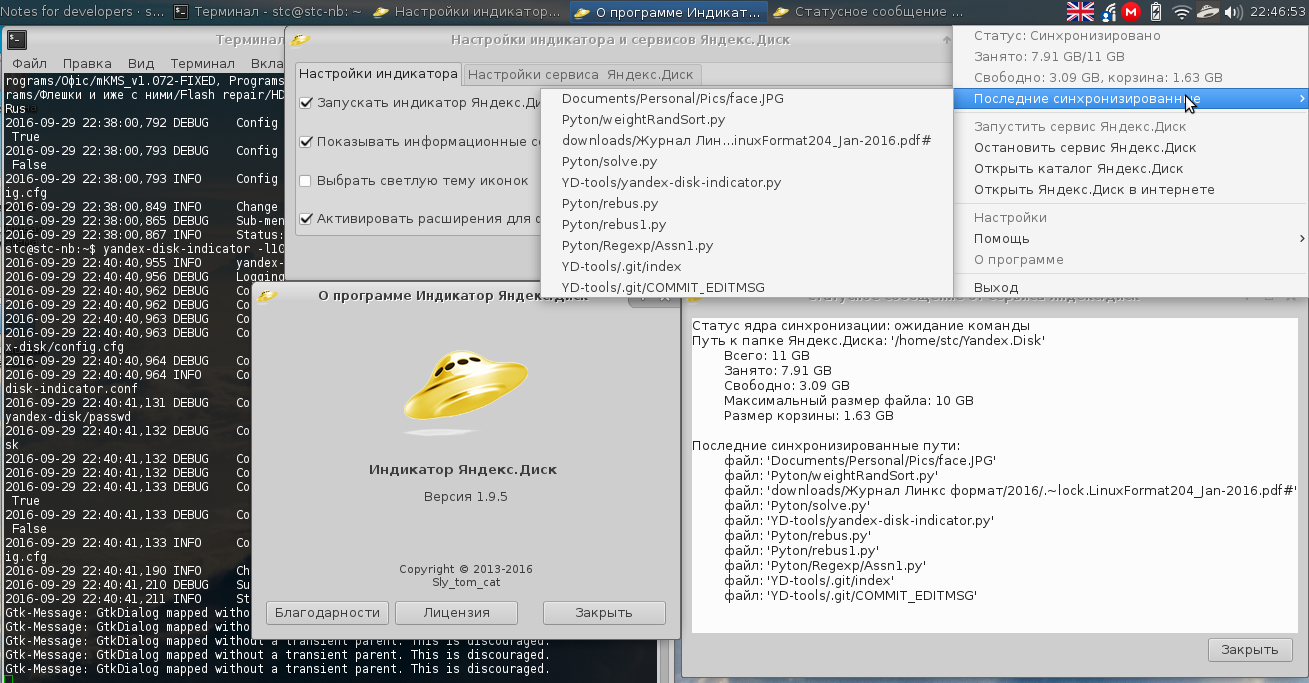 Notes for developers · s...
Терминал - stc@stc-nb: ~
Настройки индикатор...
О программе Индикат...
Статусное сообщение ...
22:46:53
Терминал
Файл Правка Вид Терминал Вкла
rograms/Офіс/mKMS_v1.072-FIXED, Programs
rams/Флешки и иже с ними/Flash repair/HD
Rus
2016-09-29 22:38:00,792 DEBUG Config
True
2016-09-29 22:38:00,793 DEBUG Config
False
2016-09-29 22:38:00,793 INFO Config
ig.cfg
2016-09-29 22:38:00,849 INFO Change
2016-09-29 22:38:00,865 DEBUG Sub-men
2016-09-29 22:38:00,867 INFO Status:
stc@stc-nb:~$ yandex-disk-indicator -l10
2016-09-29 22:40:40,955 INFO yandex-
2016-09-29 22:40:40,956 DEBUG Logging
2016-09-29 22:40:40,962 DEBUG Co
2016-09-29 22:40:40,963 DEBUG Co
2016-09-29 22:40:40,963 DEBUG Co
x-disk/config.cfg
2016-09-29 22:40:40,964 DEBUG Co
2016-09-29 22:40:40,964 INFO Co
disk-indicator.conf
2016-09-29 22:40:41,131 DEBUG Co
yandex-disk/passwd
2016-09-29 22:40:41,132 DEBUG Co
sk
2016-09-29 22:40:41,132 DEBUG Co
2016-09-29 22:40:41,132 DEBUG Co
2016-09-29 22:40:41,133 DEBUG Co
True
2016-09-29 22:40:41,133 DEBUG Co
False
2016-09-29 22:40:41,133 INFO Co
ig.cfg
2016-09-29 22:40:41,190 INFO Ch
2016-09-29 22:40:41,210 DEBUG Su
2016-09-29 22:40:41,211 INFO St
Gtk-Message: GtkDialog mapped witho
Gtk-Message: GtkDialog mapped witho
Gtk-Message: GtkDialog mapped without a transient parent. This is discouraged.
Gtk-Message: GtkDialog mapped without a transient parent. This is discouraged.
Gtk-Message: GtkDialog mapped without a transient parent. This is discouraged.
Настройки индикатора и сервисов Яндекс.Диск
Настройки индикатора
Настройки сервиса Яндекс.Диск
Запускать индикатор Яндекс.Ди
Показывать информационные со
Выбрать светлую тему иконок
Активировать расширения для ф
Documents/Personal/Pics/face.JPG
Pyton/weightRandSort.py
downloads/Журнал Лин...inuxFormat204_Jan-2016.pdf#
Pyton/solve.py
YD-tools/yandex-disk-indicator.py
Pyton/rebus.py
Pyton/rebus1.py
Pyton/Regexp/Assn1.py
YD-tools/.git/index
YD-tools/.git/COMMIT_EDITMSG
Статус: Синхронизировано
Занято: 7.91 GB/11 GB
Свободно: 3.09 GB, корзина: 1.63 GB
Последние синхронизированные
Запустить сервис Яндекс.Диск
Остановить сервис Яндекс.Диск
Открыть каталог Яндекс.Диск
Открыть Яндекс.Диск в интернете
Настройки
Помощь
О программе
Выход
О программе Индикатор Яндекс.Диск
Индикатор Яндекс.Диск
Версия 1.9.5
Copyright © 2013-2016
Sly_tom_cat
Благодарности
Лицензия
Закрыть
Статус ядра синхронизации: ожидание команды
Путь к папке Яндекс.Диска: '/home/stc/Yandex.Disk'
Всего: 11 GB
Занято: 7.91 GB
Свободно: 3.09 GB
Максимальный размер файла: 10 GB
Размер корзины: 1.63 GB
Последние синхронизированные пути:
файл: 'Documents/Personal/Pics/face.JPG'
файл: 'Pyton/weightRandSort.py'
файл: 'downloads/Журнал Линкс формат/2016/.~lock.LinuxFormat204_Jan-2016.pdf#'
файл: 'Pyton/solve.py'
файл: 'YD-tools/yandex-disk-indicator.py'
файл: 'Pyton/rebus.py'
файл: 'Pyton/rebus1.py'
файл: 'Pyton/Regexp/Assn1.py'
файл: 'YD-tools/.git/index'
файл: 'YD-tools/.git/COMMIT_EDITMSG'
Закрыть